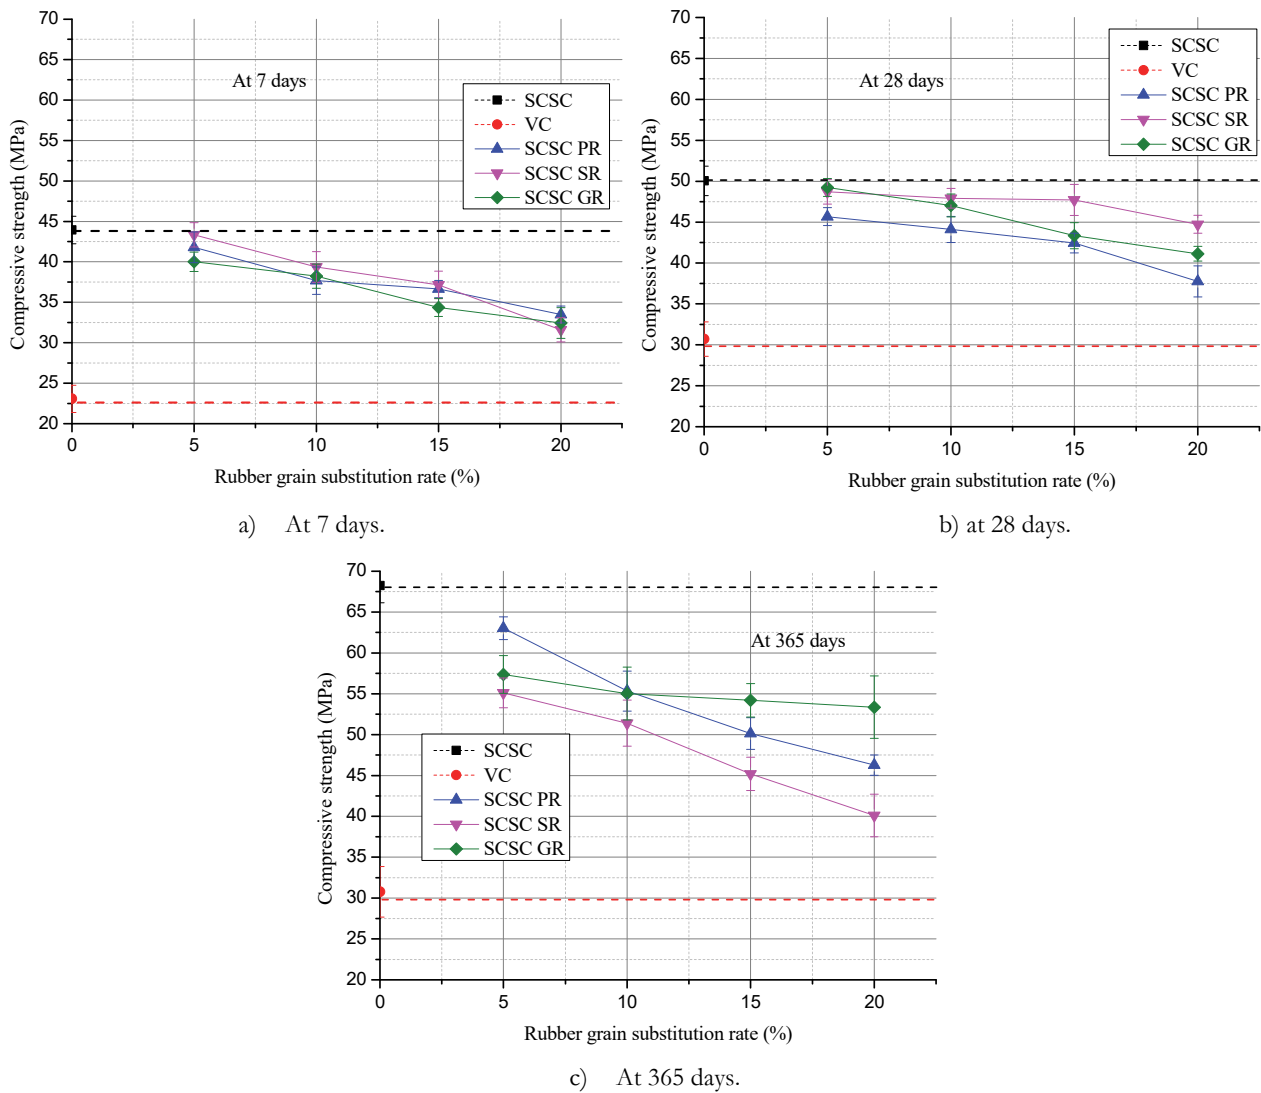 70
65
60
55
50
45
40
35
30
25
20
Compressive strength (MPa)
At 7 days
SCSC
VC
SCSC PR
SCSC SR
SCSC GR
0 5 10 15 20
Rubber grain substitution rate (%)
a) At 7 days.
70
65
60
55
50
45
40
35
30
25
20
Compressive strength (MPa)
At 28 days
SCSC
VC
SCSC PR
SCSC SR
SCSC GR
0 5 10 15 20
Rubber grain substitution rate (%)
b) at 28 days.
70
65
60
55
50
45
40
35
30
25
20
Compressive strength (MPa)
At 365 days
SCSC
VC
SCSC PR
SCSC SR
SCSC GR
0 5 10 15 20
Rubber grain substitution rate (%)
c) At 365 days.